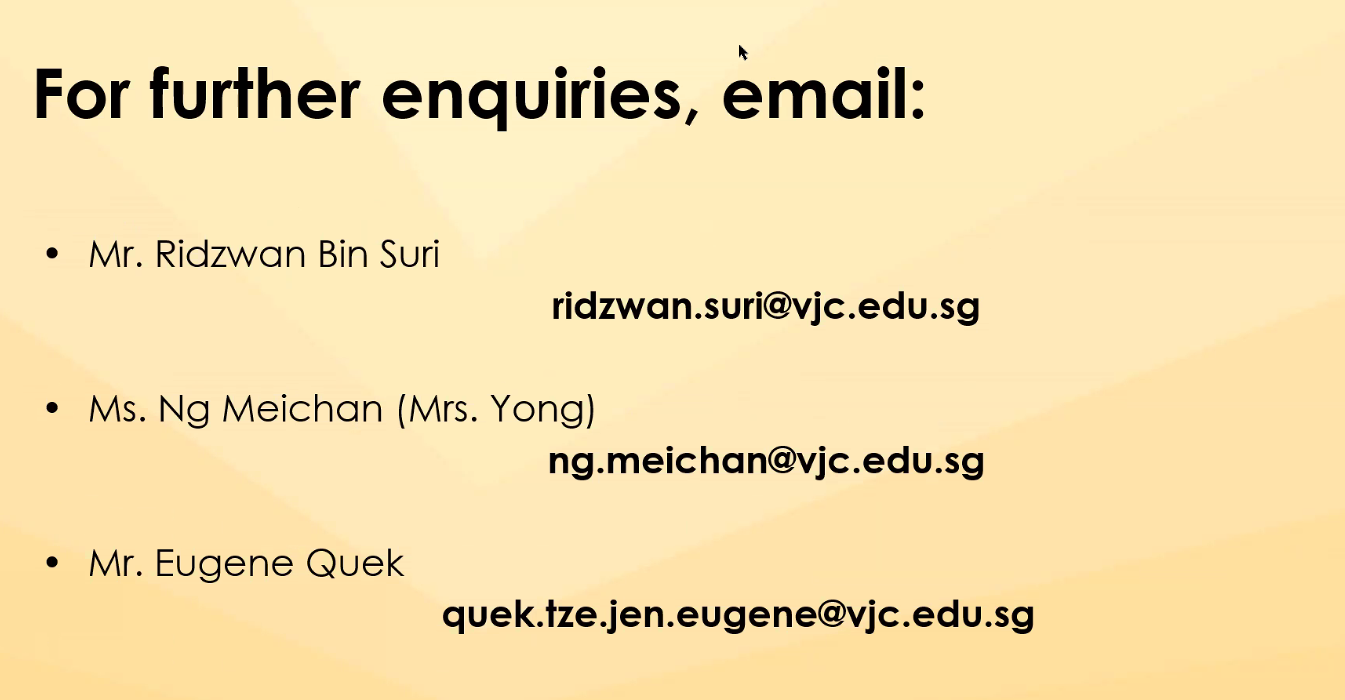 For further enquiries, email:
• Mr. Ridzwan Bin Suri
ridzwan.suri@vjc.edu.sg
• Ms. Ng Meichan (Mrs. Yong)
ng.meichan@vjc.edu.sg
• Mr. Eugene Quek
quek.tze.jen.eugene@vjc.edu.sg